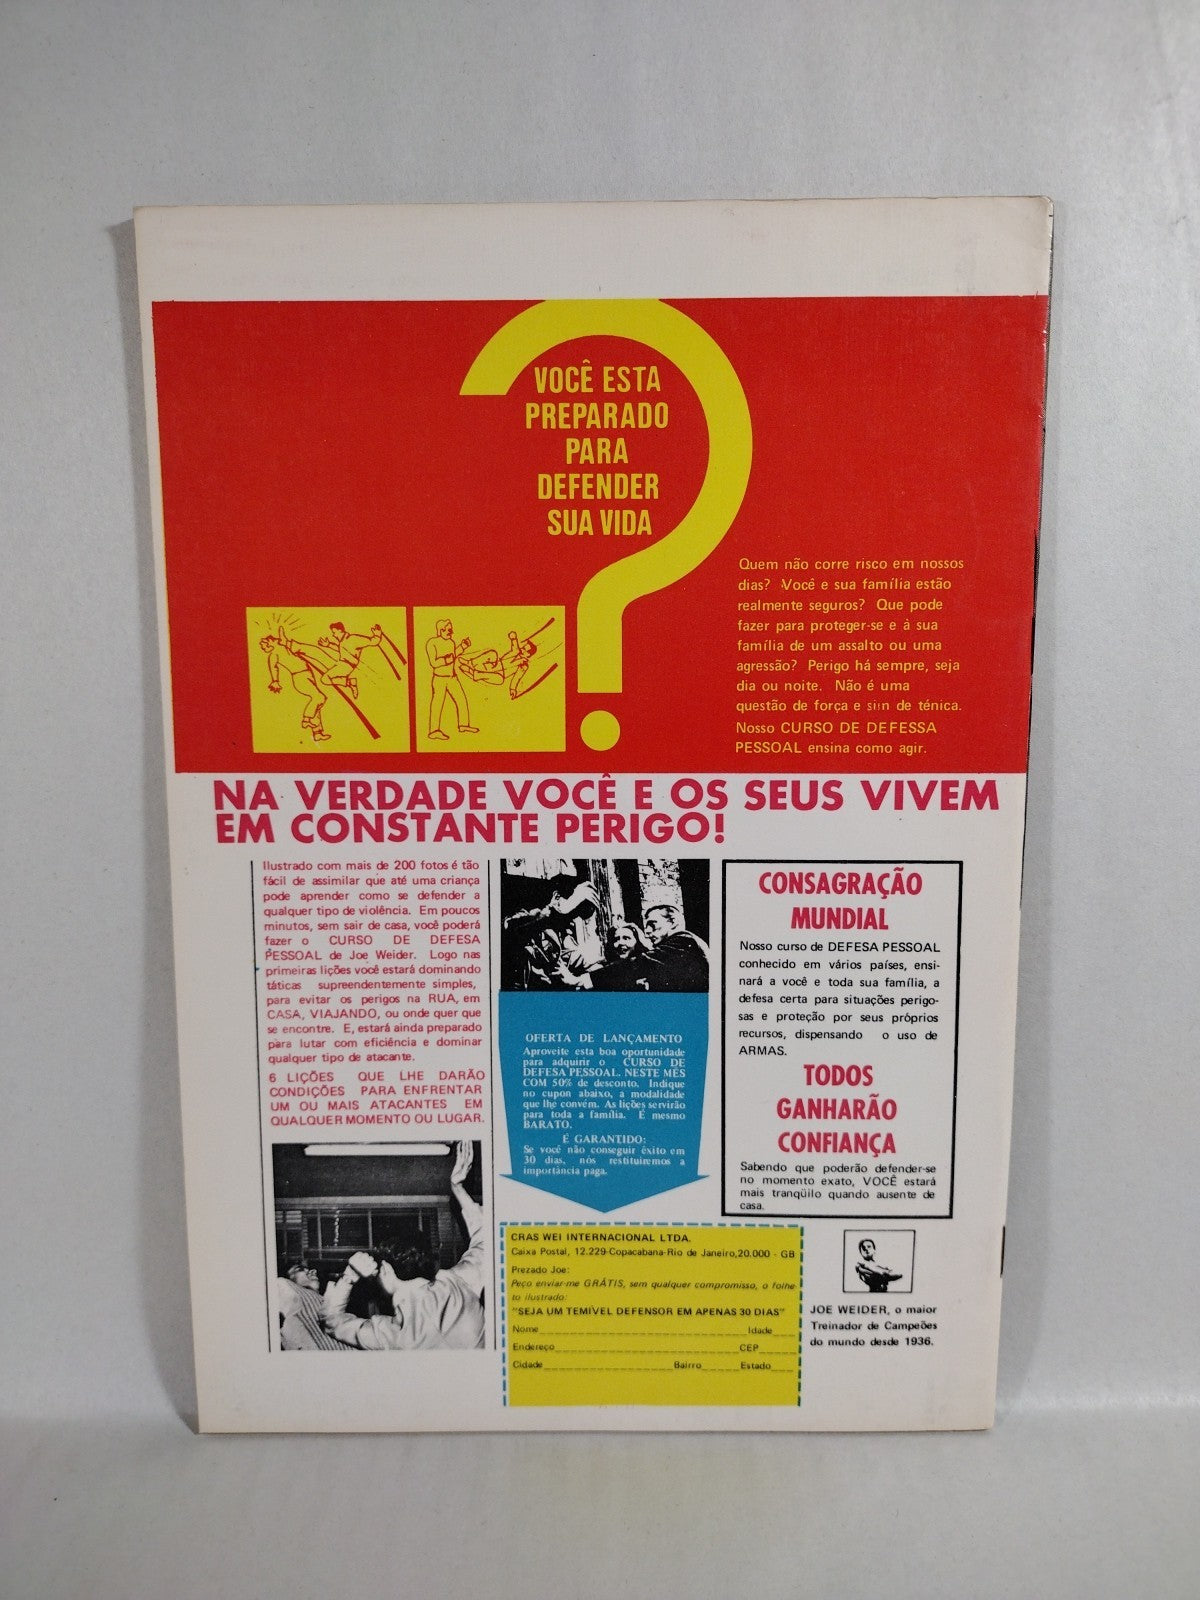 VOCÊ ESTA
PREPARADO
PARA
DEFENDER
SUA VIDA
Quem não corre risco em nossos
dias? Você e sua família estão
realmente seguros? Que pode
fazer para proteger-se e à sua
família de um assalto ou uma
agressão? Perigo há sempre, seja
dia ou noite. Não é uma
questão de força e sim de ténica.
Nosso CURSO DE DEFESSA
PESSOAL ensina como agir.
NA VERDADE VOCÊ E OS SEUS VIVEM
EM CONSTANTE PERIGO!
Ilustrado com mais de 200 fotos é tão
fácil de assimilar que até uma criança
pode aprender como se defender a
qualquer tipo de violência. Em poucos
minutos, sem sair de casa, você poderá
fazer o CURSO DE DEFESA
PESSOAL de Joe Weider. Logo nas
primeiras lições você estará dominando
táticas supreendentemente simples,
para evitar os perigos na RUA, em
CASA, VIAJANDO, ou onde quer que
se encontre. E, estará ainda preparado
para lutar com eficiência e dominar
qualquer tipo de atacante.
6 LIÇÕES QUE LHE DARÃO
CONDIÇÕES PARA ENFRENTAR
UM OU MAIS ATACANTES EM
QUALQUER MOMENTO OU LUGAR.
OFERTA DE LANÇAMENTO
Aproveite esta boa oportunidade
para adquirir o CURSO DE
DEFESA PESSOAL. NESTE MÊS
COM 50% de desconto. Indique
no cupon abaixo, a modalidade
que lhe convém. As lições servirão
para toda a família. É mesmo
BARATO.
É GARANTIDO:
Se você não conseguir êxito em
30 dias, nós restituiremos a
importância paga.
CONSAGRAÇÃO
MUNDIAL
Nosso curso de DEFESA PESSOAL
conhecido em vários países, ensi-
nará a você e toda sua família, a
defesa certa para situações perigo-
sas e proteção por seus próprios
recursos, dispensando o uso de
ARMAS.
TODOS
GANHARÃO
CONFIANÇA
Sabendo que poderão defender-se
no momento exato, VOCÊ estará
mais tranqüilo quando ausente de
casa.
CRAS WEI INTERNACIONAL LTDA.
Caixa Postal, 12.229-Copacabana-Rio de Janeiro,20.000 - GB
Prezado Joe:
Peço enviar-me GRÁTIS, sem qualquer compromisso, o folhe-
to ilustrado:
"SEJA UM TEMÍVEL DEFENSOR EM APENAS 30 DIAS"
Nome Idade
Endereço CEP
Cidade Bairro Estado
JOE WEIDER, o maior
Treinador de Campeões
do mundo desde 1936.